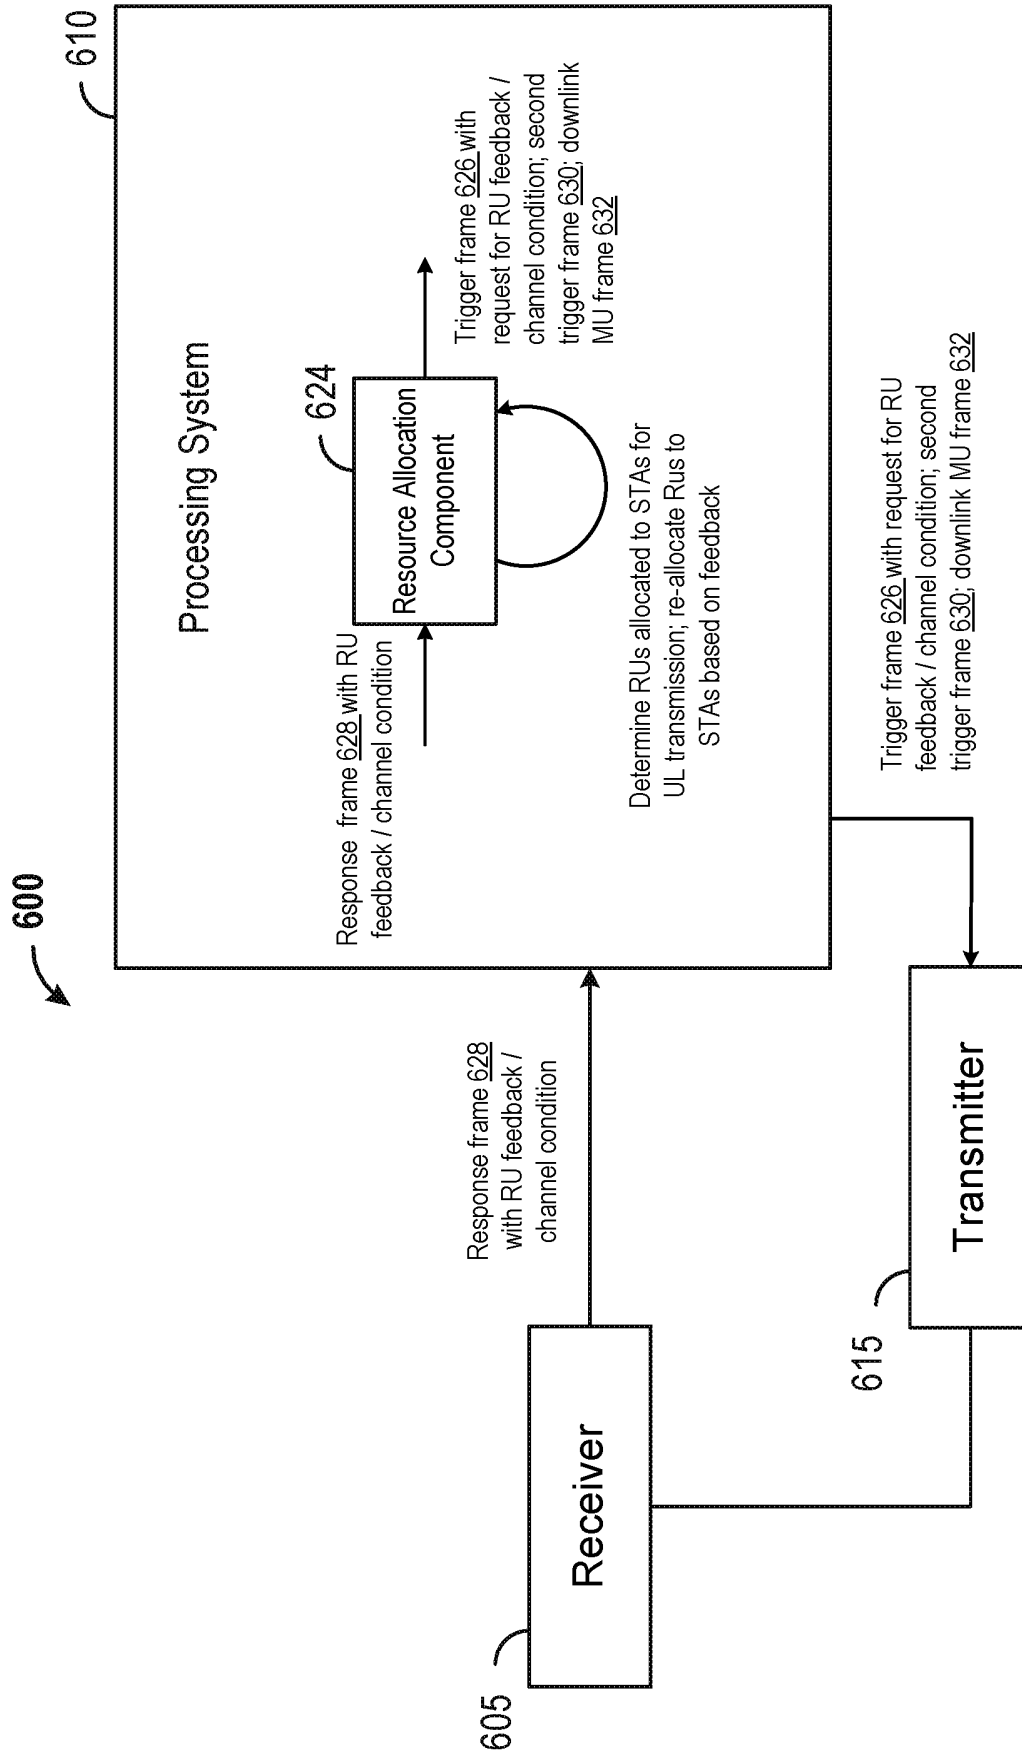 600
610
Processing System
624
Response frame 628 with RU
feedback / channel condition
Resource Allocation
Component
Trigger frame 626 with
request for RU feedback /
channel condition; second
trigger frame 630; downlink
MU frame 632
Determine RUs allocated to STAs for
UL transmission; re-allocate Rus to
STAs based on feedback
Response frame 628
with RU feedback /
channel condition
605
Receiver
Trigger frame 626 with request for RU
feedback / channel condition; second
trigger frame 630; downlink MU frame 632
615
Transmitter